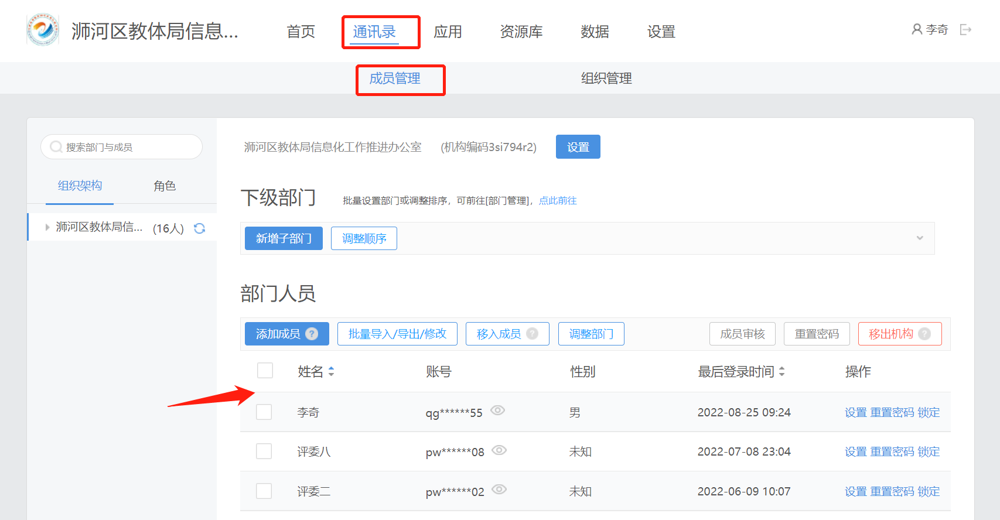 浉河区教体局信息... 首页 通讯录 应用 资源库 数据 设置 李奇
成员管理 组织管理
搜索部门与成员
组织架构 角色
浉河区教体局信... (16人)
浉河区教体局信息化工作推进办公室 (机构编码3si794r2) 设置
下级部门 批量设置部门或调整排序，可前往[部门管理]，点此前往
新增子部门 调整顺序
部门人员
添加成员 ? 批量导入/导出/修改 移入成员 ? 调整部门 成员审核 重置密码 移出机构 ?
姓名 账号 性别 最后登录时间 操作
李奇 qg******55 男 2022-08-25 09:24 设置 重置密码 锁定
评委八 pw******08 未知 2022-07-08 23:04 设置 重置密码 锁定
评委二 pw******02 未知 2022-06-09 10:07 设置 重置密码 锁定